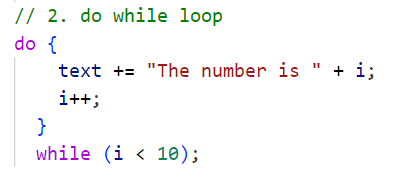 // 2. do while loop
do {
    text += "The number is " + i;
    i++;
  }
  while (i < 10);